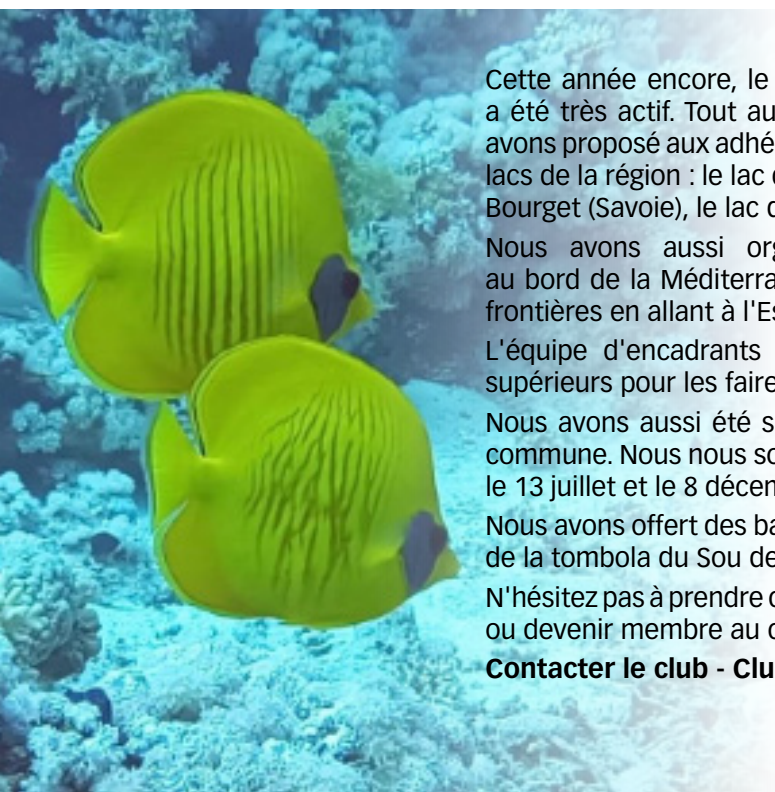 Cette année encore, le
a été très actif. Tout au
avons proposé aux adhé
lacs de la région : le lac
Bourget (Savoie), le lac
Nous avons aussi org
au bord de la Méditerra
frontières en allant à l'Es
L'équipe d'encadrants
supérieurs pour les faire
Nous avons aussi été s
commune. Nous nous so
le 13 juillet et le 8 décem
Nous avons offert des ba
de la tombola du Sou de
N'hésitez pas à prendre
ou devenir membre au
Contacter le club - Clu